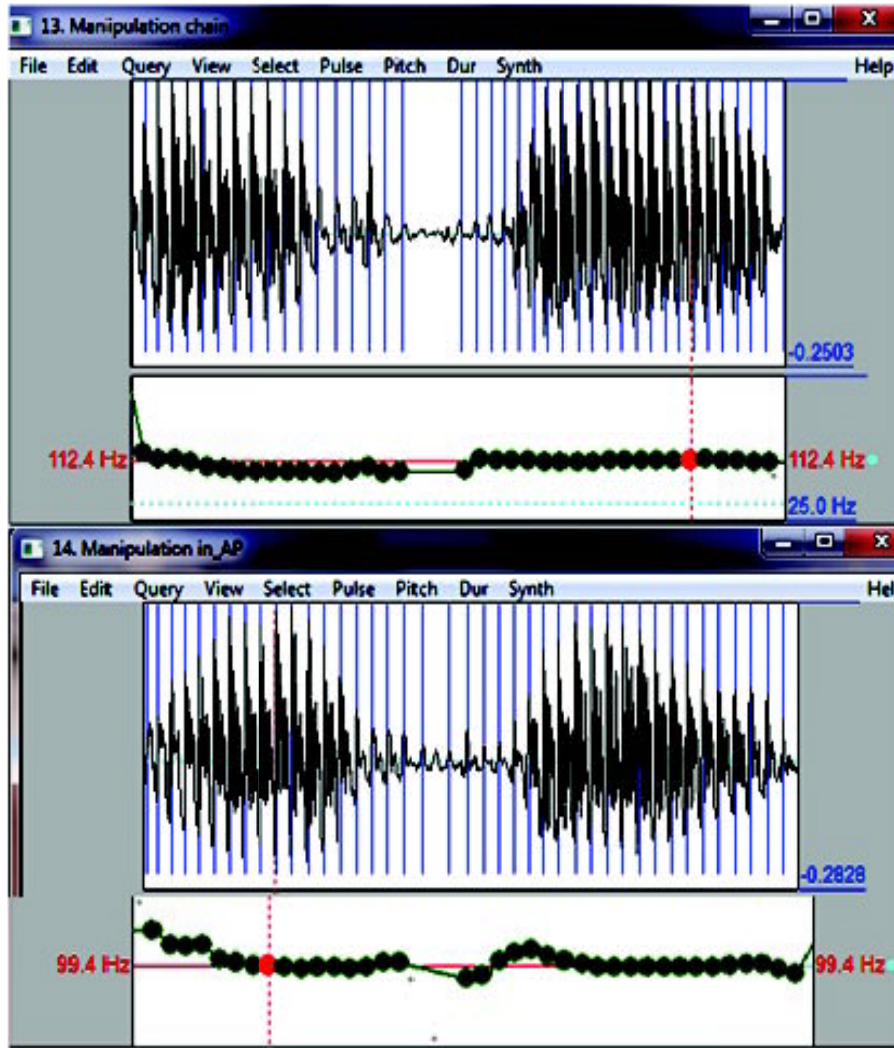 13. Manipulation chain
File Edit Query View Select Pulse Pitch Dur Synth Help
-0.2503
112.4 Hz 112.4 Hz
25.0 Hz
14. Manipulation in_AP
File Edit Query View Select Pulse Pitch Dur Synth Hel
-0.2828
99.4 Hz 99.4 Hz